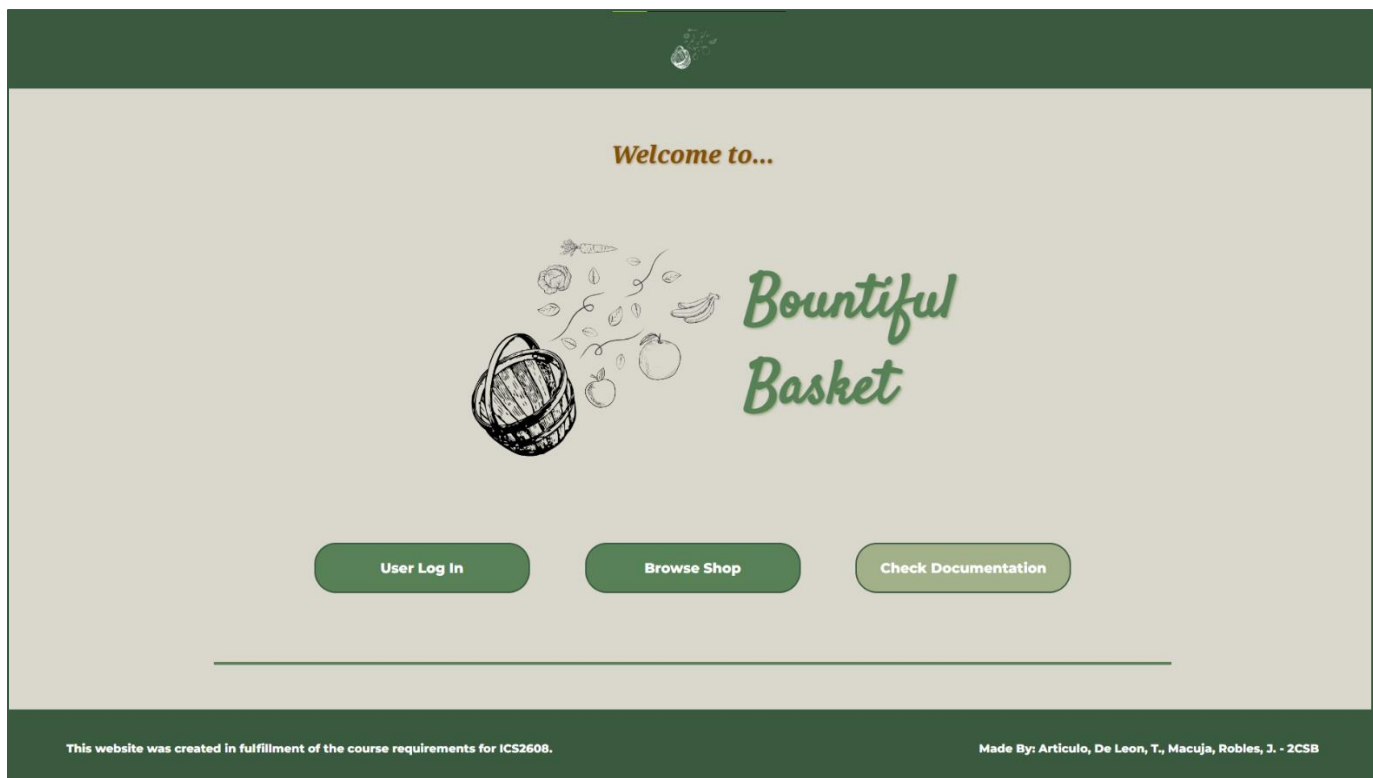 Welcome to...
Bountiful
Basket
User Log In
Browse Shop
Check Documentation
This website was created in fulfillment of the course requirements for ICS2608.
Made By: Articulo, De Leon, T., Macuja, Robles, J. - 2CSB